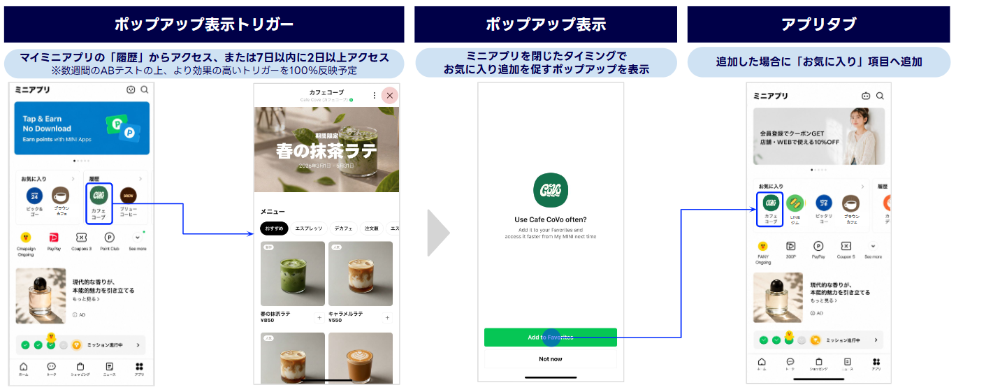 ポップアップ表示トリガー
マイミニアプリの「履歴」からアクセス、または7日以内に2日以上アクセス
※数週間のABテストの上、より効果の高いトリガーを100%反映予定
ミニアプリ
Tap & Earn
No Download
Earn points with MINI Apps
お気に入り
履歴
24
CoVo
BREW
ピック&
ゴー
ブラウン
カフェ
カフェ
コーブ
ブリュー
コーヒー
Cmapaign
Ongoing
PayPay
Coupons 3
Point Club
See more
現代的な香りが、
本能的魅力を引き立てる
もっと見る
AD
ミッション進行中
ホーム
トーク
ショッピング
ニュース
アプリ
カフェコーブ
Cafe Cove (カフェコーブ)
期間限定
春の抹茶ラテ
2026年3月1日 - 5月31日
メニュー
おすすめ
エスプレッソ
デカフェ
注文順
エス
新作
人気
春の抹茶ラテ
¥850
キャラメルラテ
¥550
人気
ポップアップ表示
ミニアプリを閉じたタイミングで
お気に入り追加を促すポップアップを表示
CoVo
Use Cafe CoVo often?
Add it to your Favorites and
access it faster from My MINI next time
Add to Favorites
Not now
アプリタブ
追加した場合に「お気に入り」項目へ追加
ミニアプリ
会員登録でクーポンGET
店舗・WEBで使える10%OFF
お気に入り
履歴
CoVo
カフェ
コーブ
LINE
ジム
ピッタリ
コー
ブラウン
カフェ
カ
デ
FANY
Ongoing
300P
PayPay
Coupon 5
See more
現代的な香りが、
本能的魅力を引き立てる
もっと見る
AD
ミッション進行中
ホーム
トーク
ショッピング
ニュース
アプリ